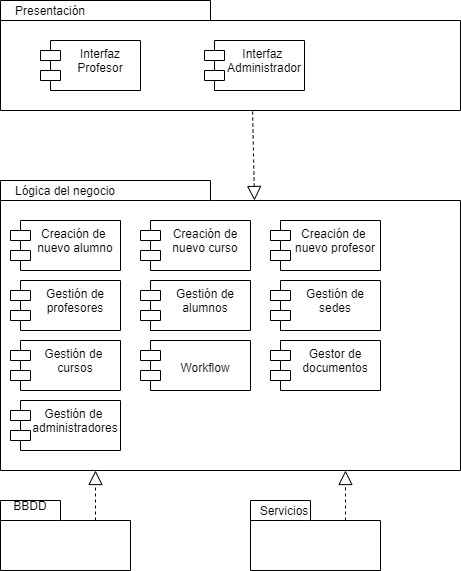 Presentación
Interfaz
Profesor
Interfaz
Administrador
Lógica del negocio
Creación de
nuevo alumno
Creación de
nuevo curso
Creación de
nuevo profesor
Gestión de
profesores
Gestión de
alumnos
Gestión de
sedes
Gestión de
cursos
Workflow
Gestor de
documentos
Gestión de
administradores
BBDD
Servicios